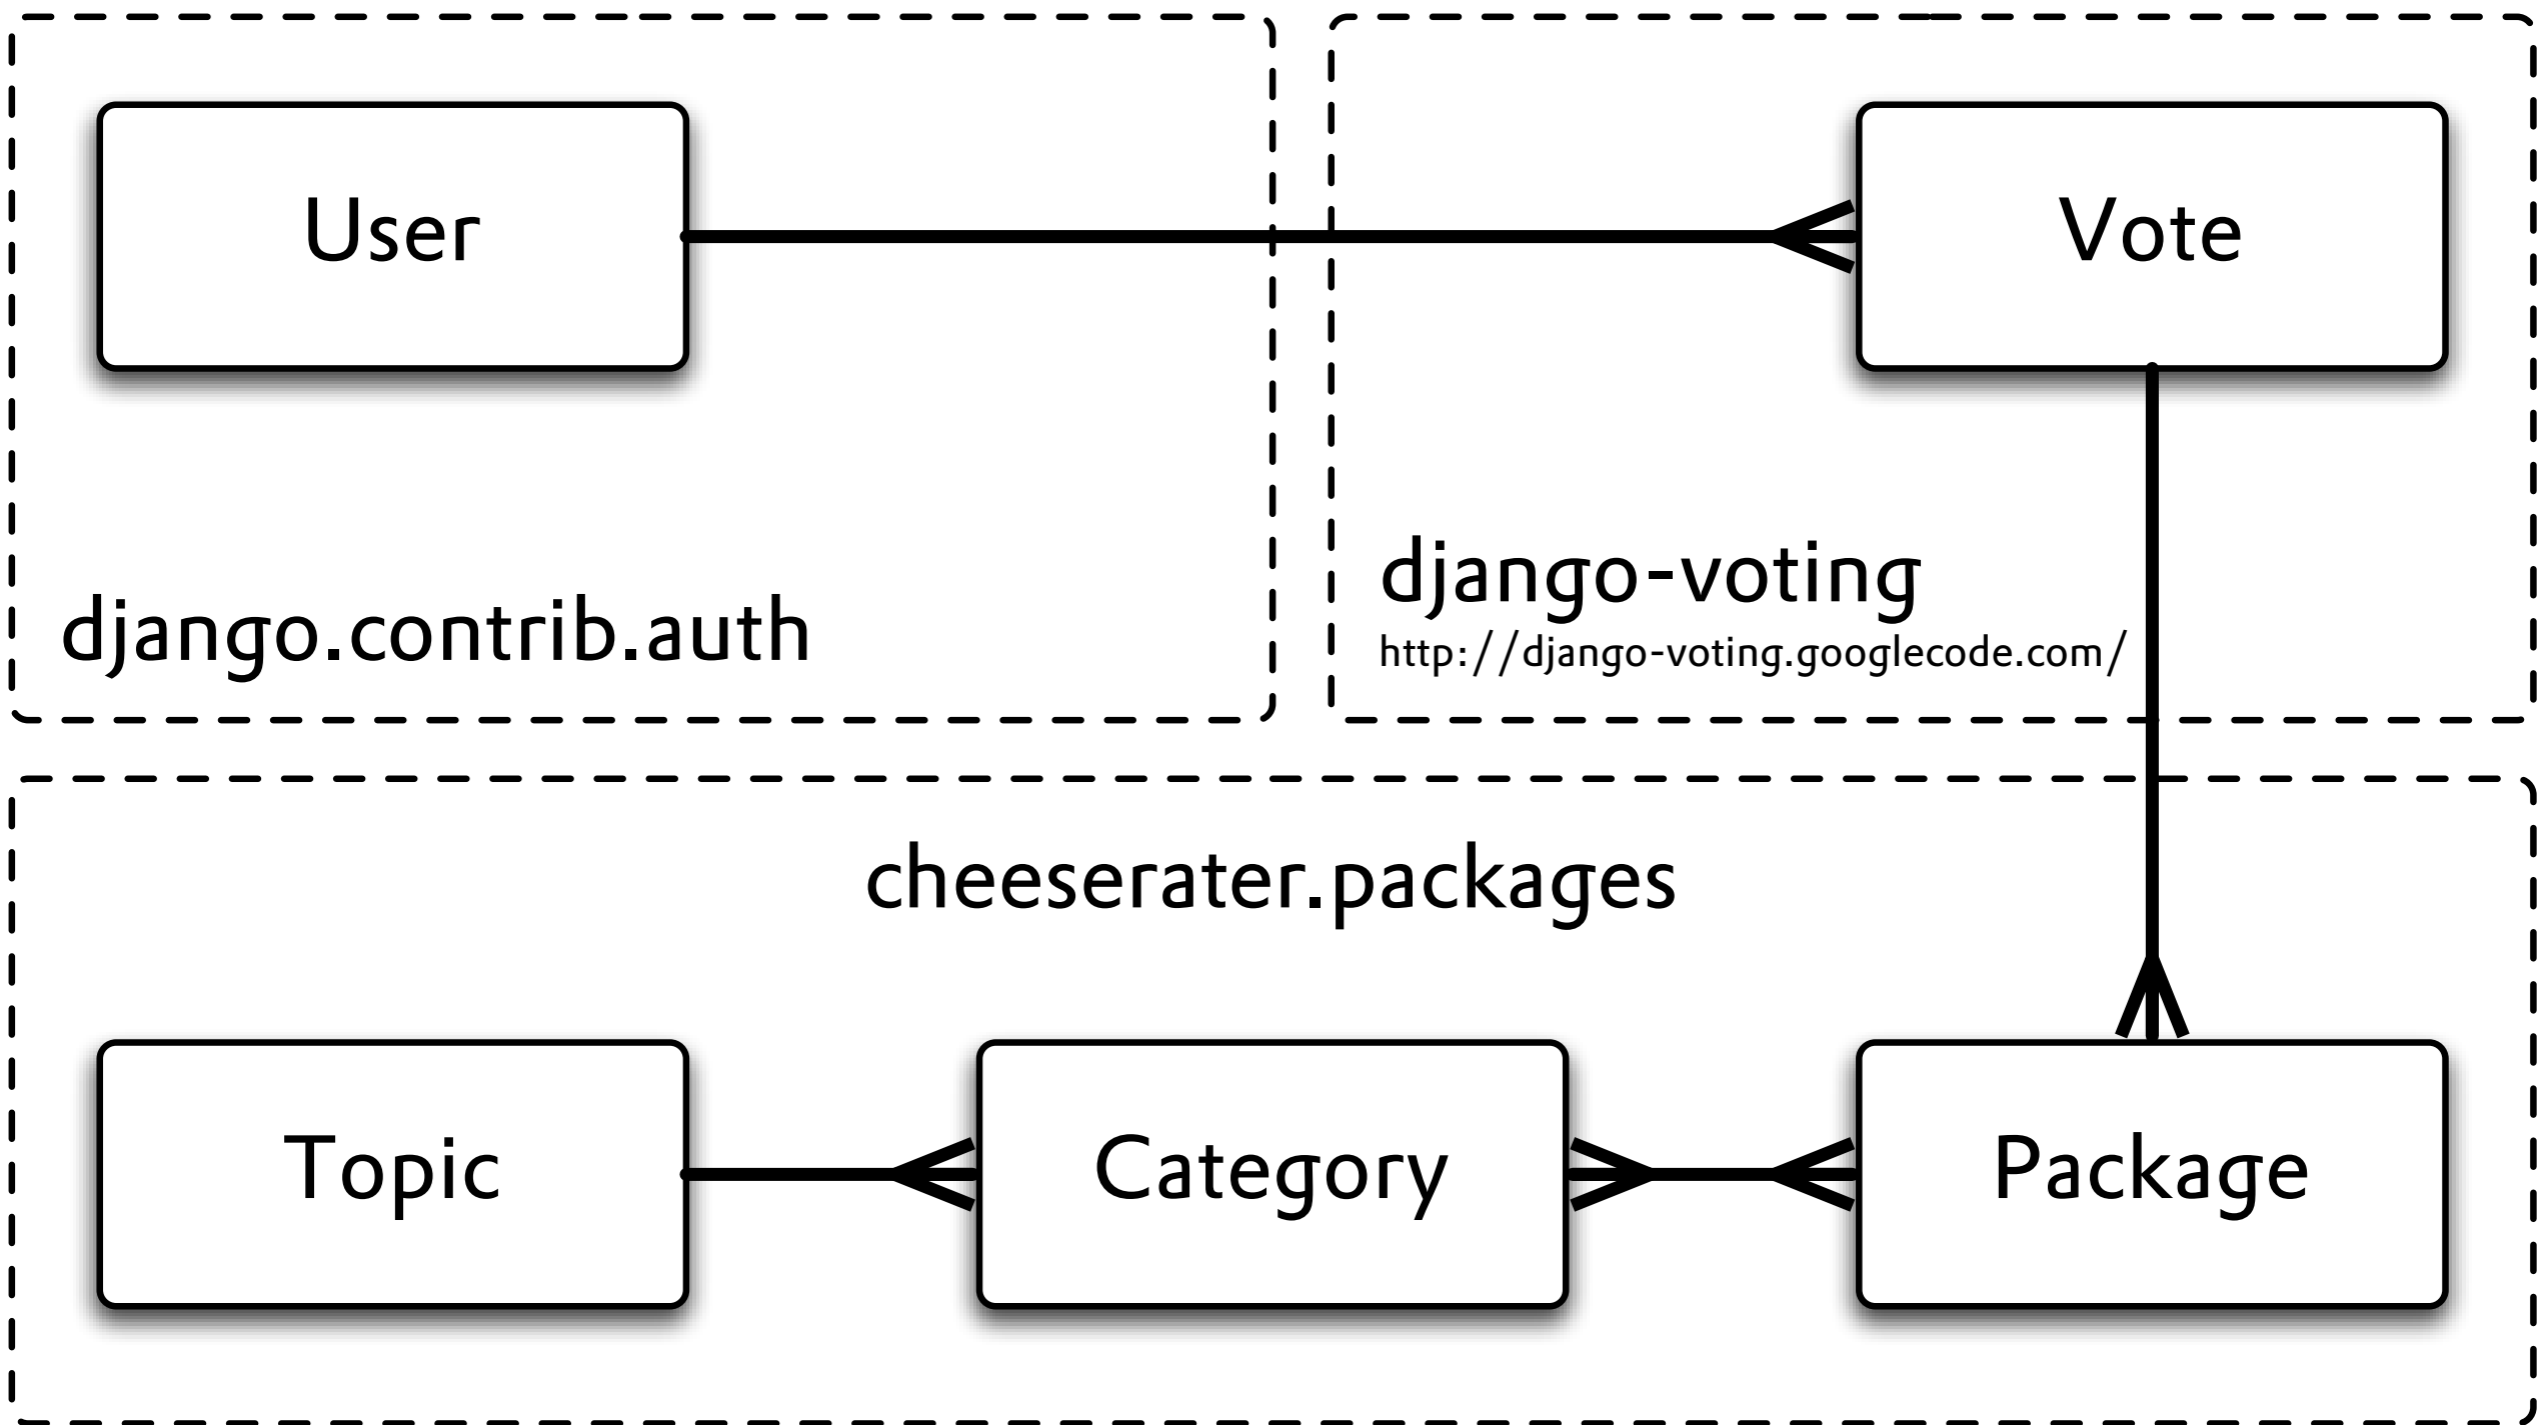 User
Vote
django.contrib.auth
django-voting
http://django-voting.googlecode.com/
cheeserater.packages
Topic
Category
Package